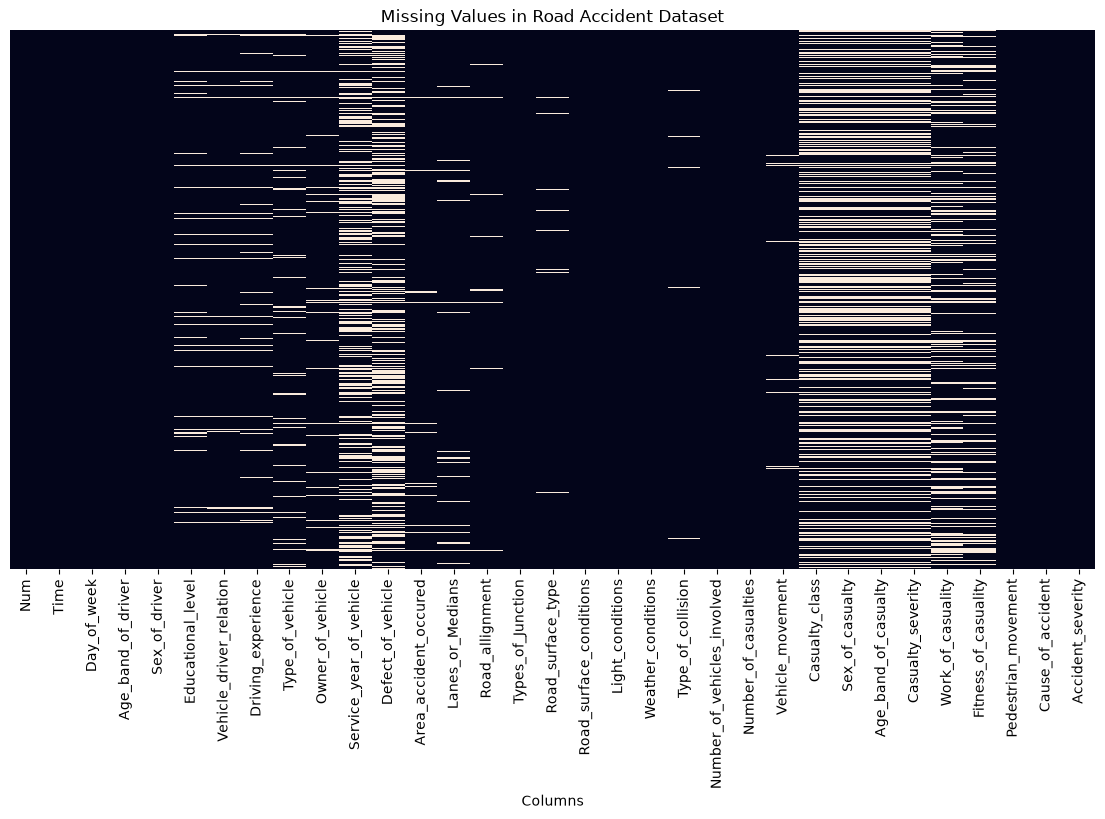 Missing Values in Road Accident Dataset
Num
Time
Day_of_week
Age_band_of_driver
Sex_of_driver
Educational_level
Vehicle_driver_relation
Driving_experience
Type_of_vehicle
Owner_of_vehicle
Service_year_of_vehicle
Defect_of_vehicle
Area_accident_occured
Lanes_or_Medians
Road_allignment
Types_of_Junction
Road_surface_type
Road_surface_conditions
Light_conditions
Weather_conditions
Type_of_collision
Number_of_vehicles_involved
Number_of_casualties
Vehicle_movement
Casualty_class
Sex_of_casualty
Age_band_of_casualty
Casualty_severity
Work_of_casuality
Fitness_of_casuality
Pedestrian_movement
Cause_of_accident
Accident_severity
Columns